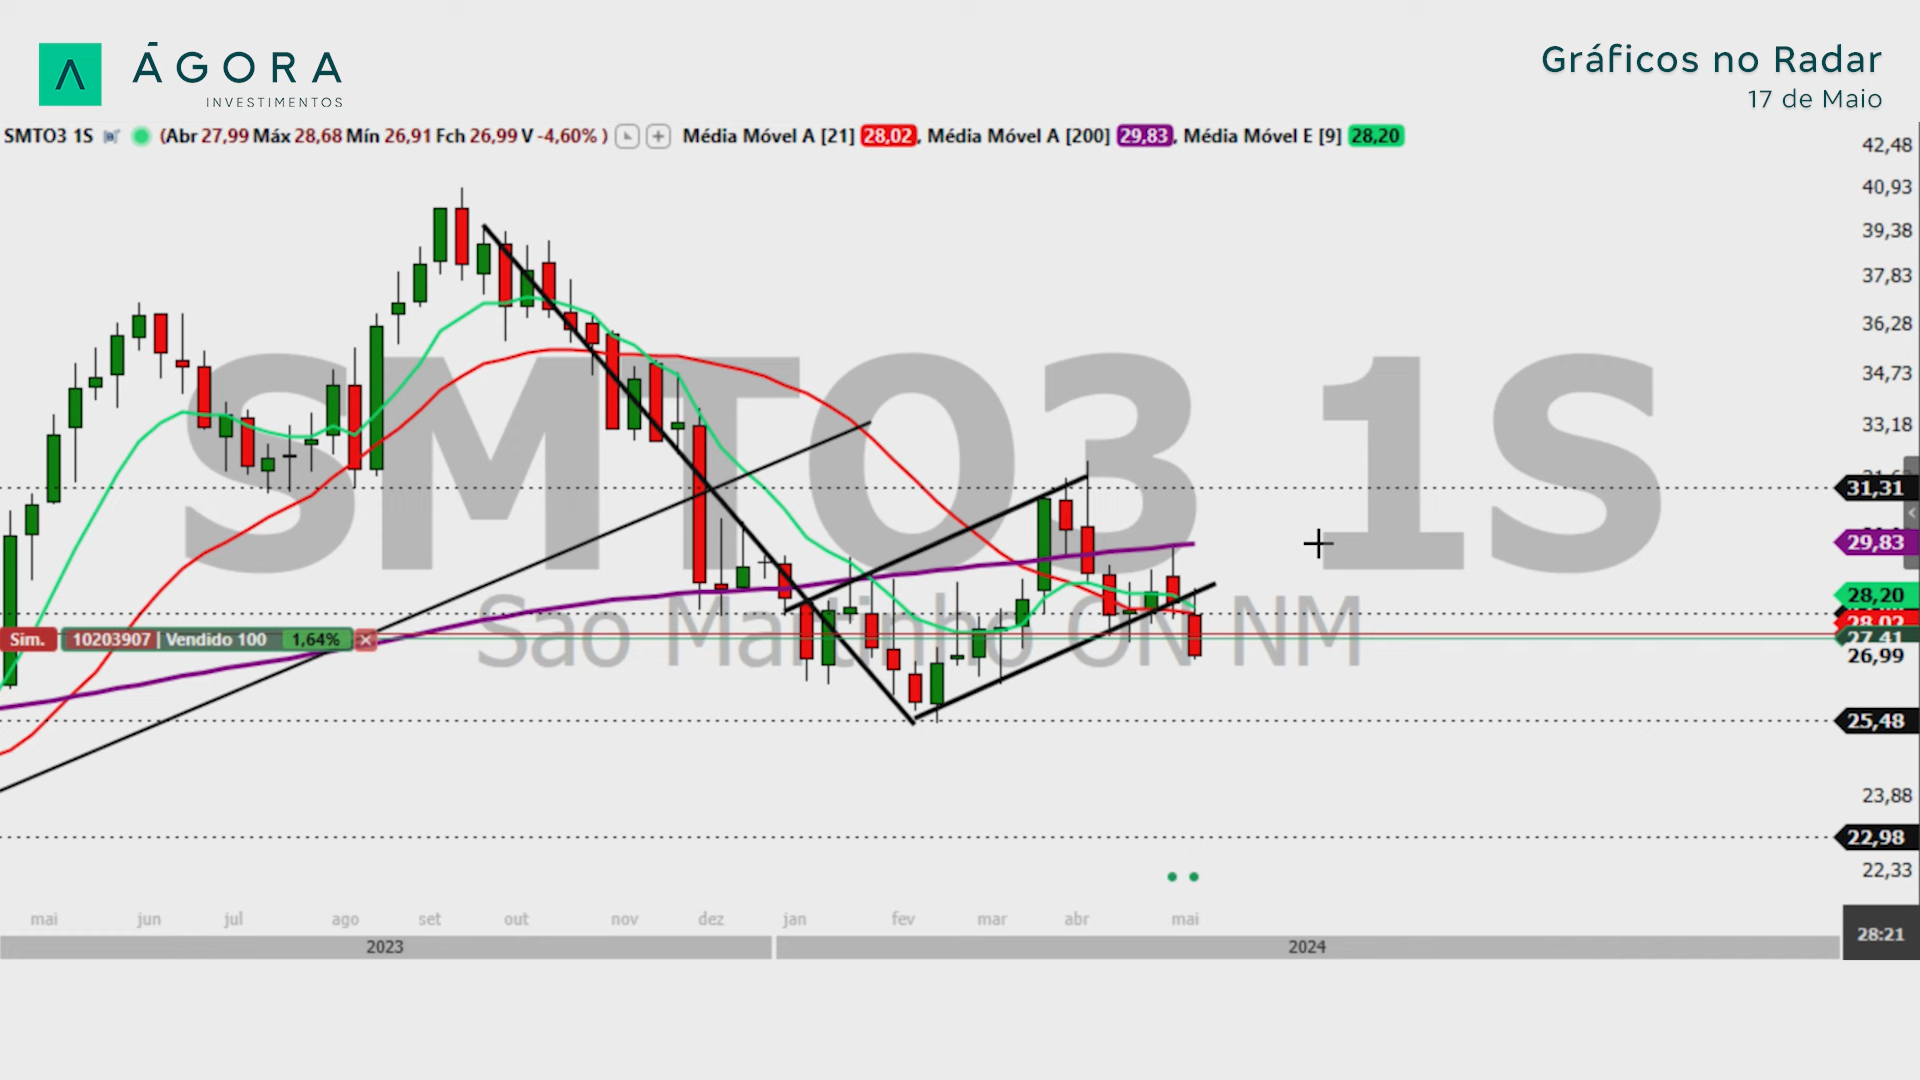 ÁGORA
INVESTIMENTOS
Gráficos no Radar
17 de Maio
SMTO3 1S (Abr 27,99 Máx 28,68 Mín 26,91 Fch 26,99 V -4,60% ) Média Móvel A [21] 28,02, Média Móvel A [200] 29,83, Média Móvel E [9] 28,20
SMTO3 1S
Sao Martinho ON NM
42,48
40,93
39,38
37,83
36,28
34,73
33,18
31,31
29,83
28,20
28,02
27,41
26,99
25,48
23,88
22,98
22,33
Sim. 10203907 | Vendido 100 1,64% X
mai jun jul ago set out nov dez jan fev mar abr mai
2023 2024
28:21